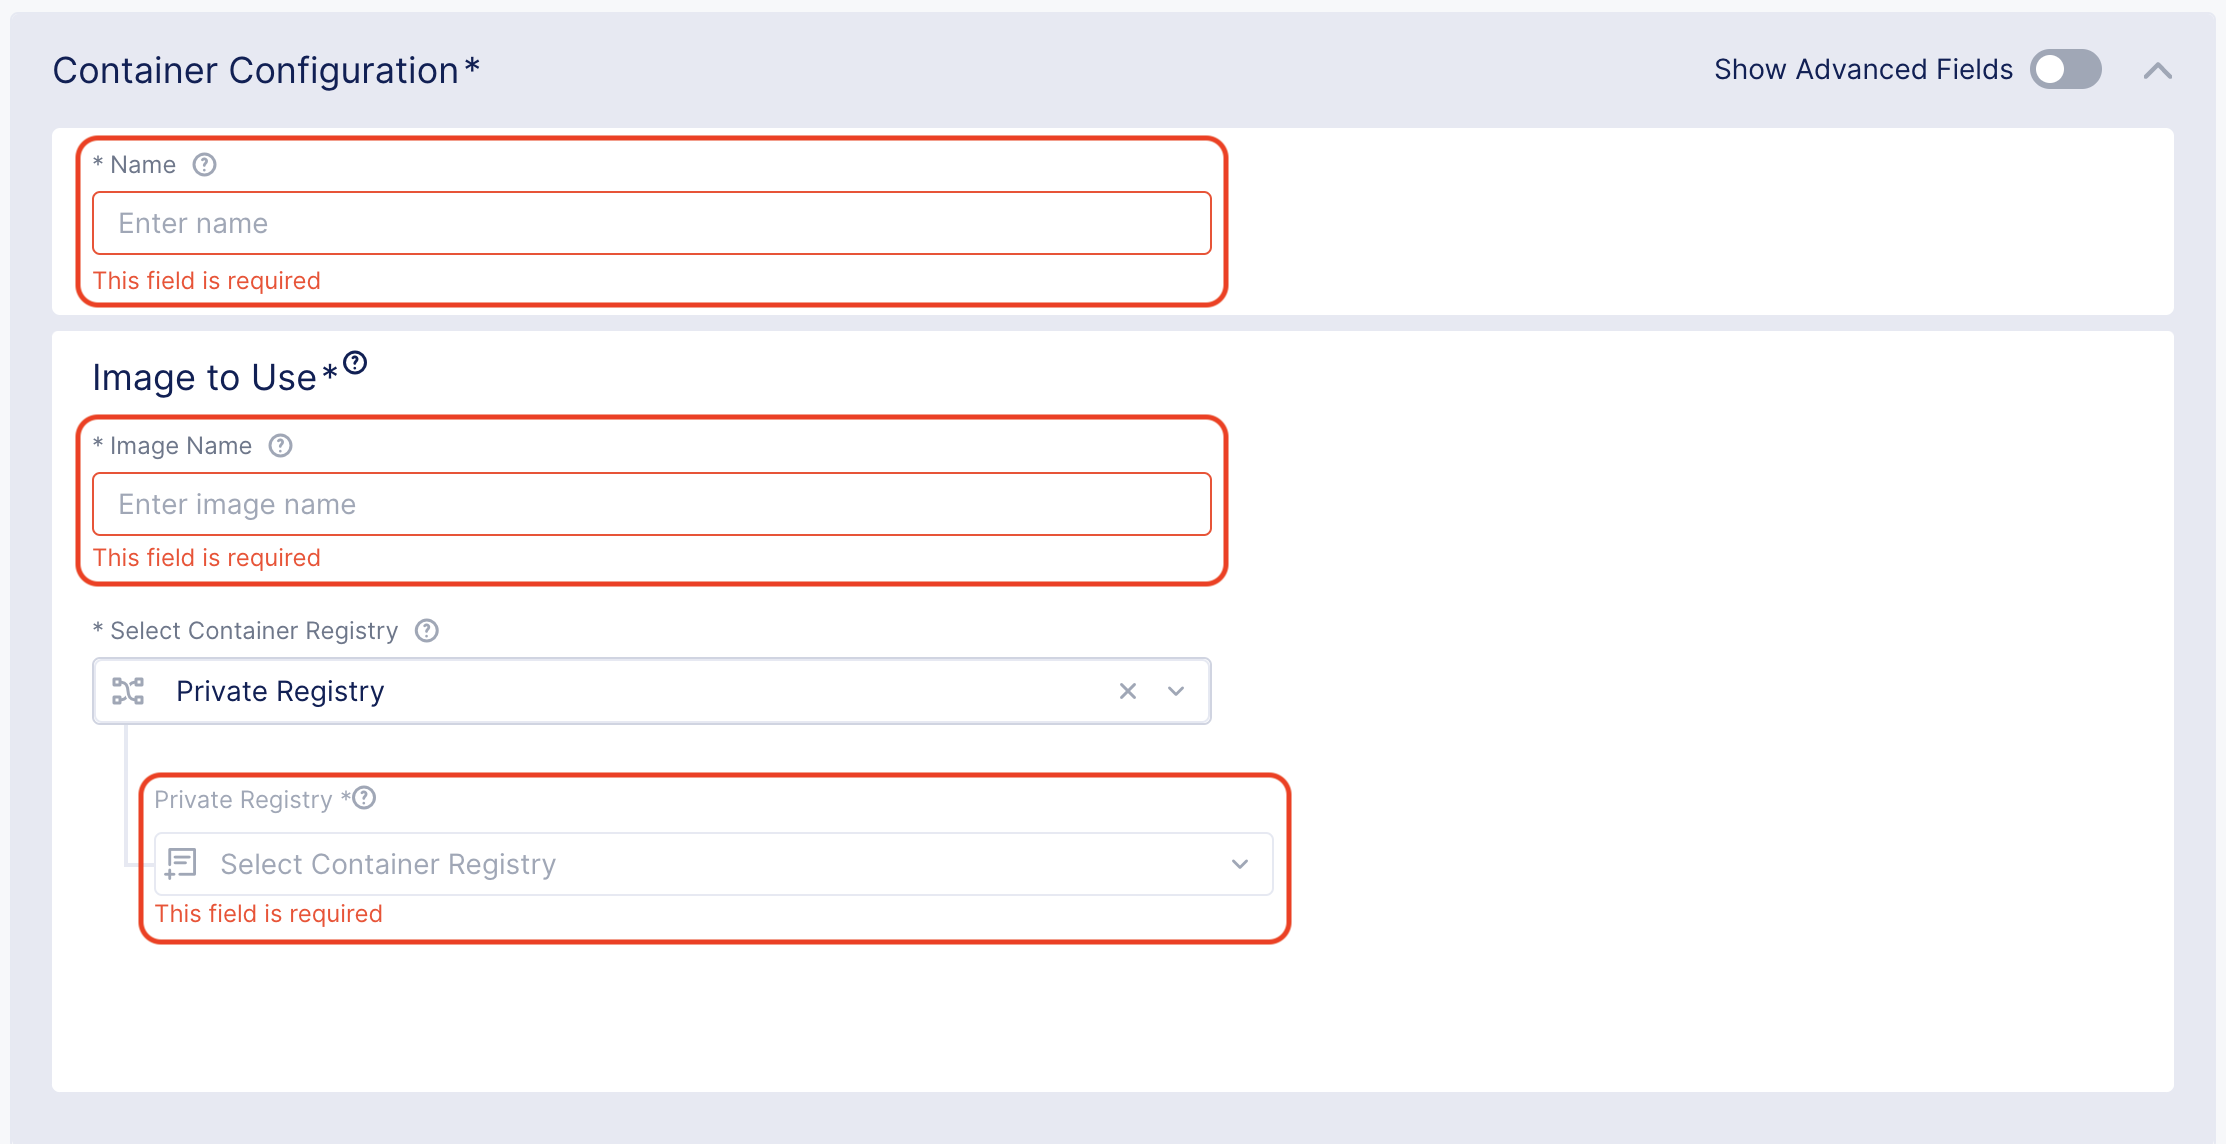 Container Configuration*
Show Advanced Fields
* Name
Enter name
This field is required
Image to Use*
* Image Name
Enter image name
This field is required
* Select Container Registry
Private Registry
Private Registry *
Select Container Registry
This field is required